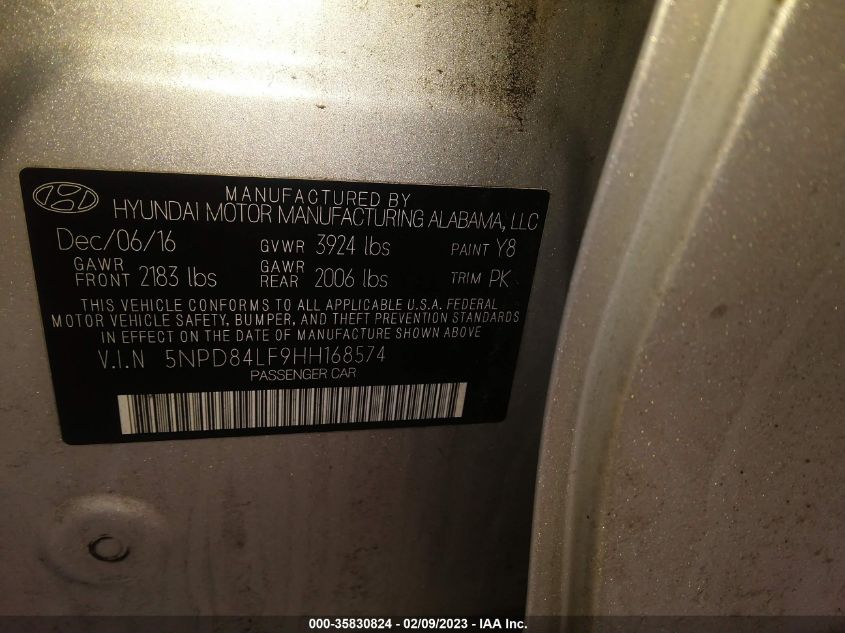 MANUFACTURED BY
HYUNDAI MOTOR MANUFACTURING ALABAMA, LLC
Dec/06/16 GVWR 3924 lbs PAINT Y8
GAWR FRONT 2183 lbs GAWR REAR 2006 lbs TRIM PK
THIS VEHICLE CONFORMS TO ALL APPLICABLE U.S.A. FEDERAL
MOTOR VEHICLE SAFETY, BUMPER, AND THEFT PREVENTION STANDARDS
IN EFFECT ON THE DATE OF MANUFACTURE SHOWN ABOVE
V.I.N 5NPD84LF9HH168574
PASSENGER CAR
000-35830824 - 02/09/2023 - IAA Inc.